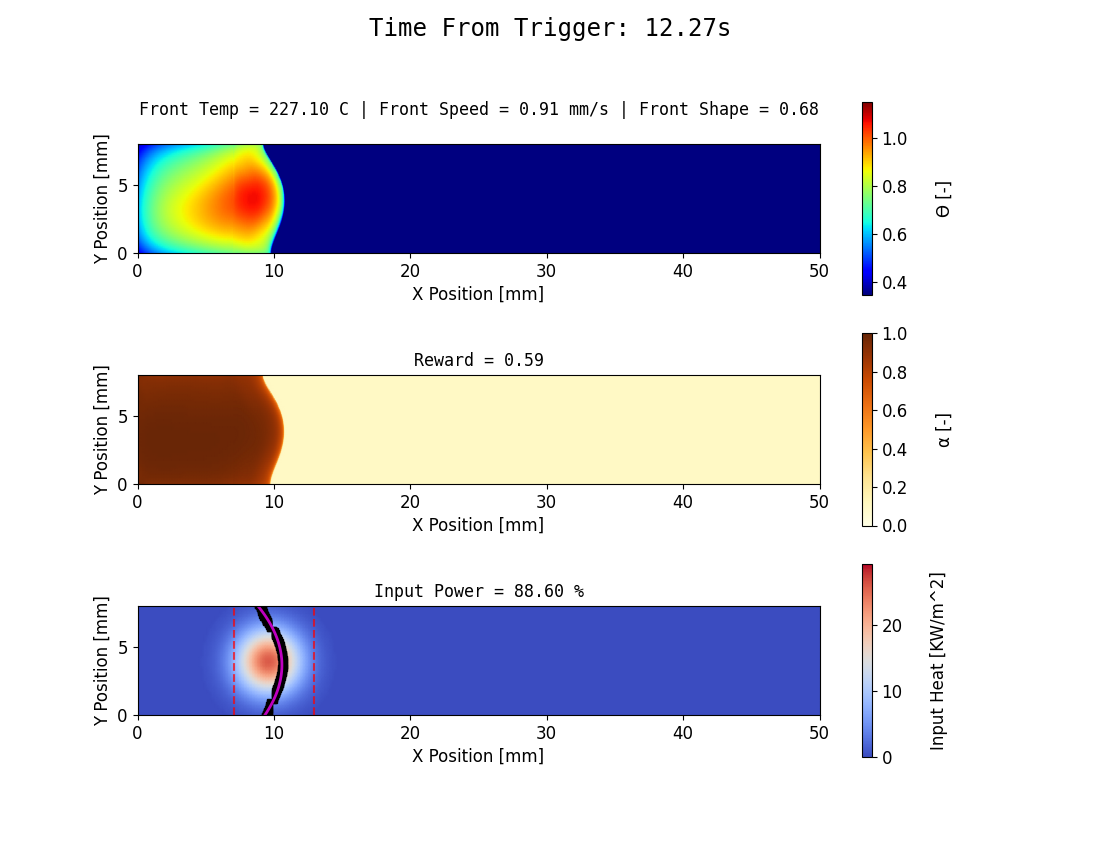 Time From Trigger: 12.27s
Front Temp = 227.10 C | Front Speed = 0.91 mm/s | Front Shape = 0.68
Y Position [mm]
5
0
0 10 20 30 40 50
X Position [mm]
1.0
0.8
0.6
0.4
Θ [-]
Reward = 0.59
Y Position [mm]
5
0
0 10 20 30 40 50
X Position [mm]
1.0
0.8
0.6
0.4
0.2
0.0
α [-]
Input Power = 88.60 %
Y Position [mm]
5
0
0 10 20 30 40 50
X Position [mm]
20
10
0
Input Heat [KW/m^2]